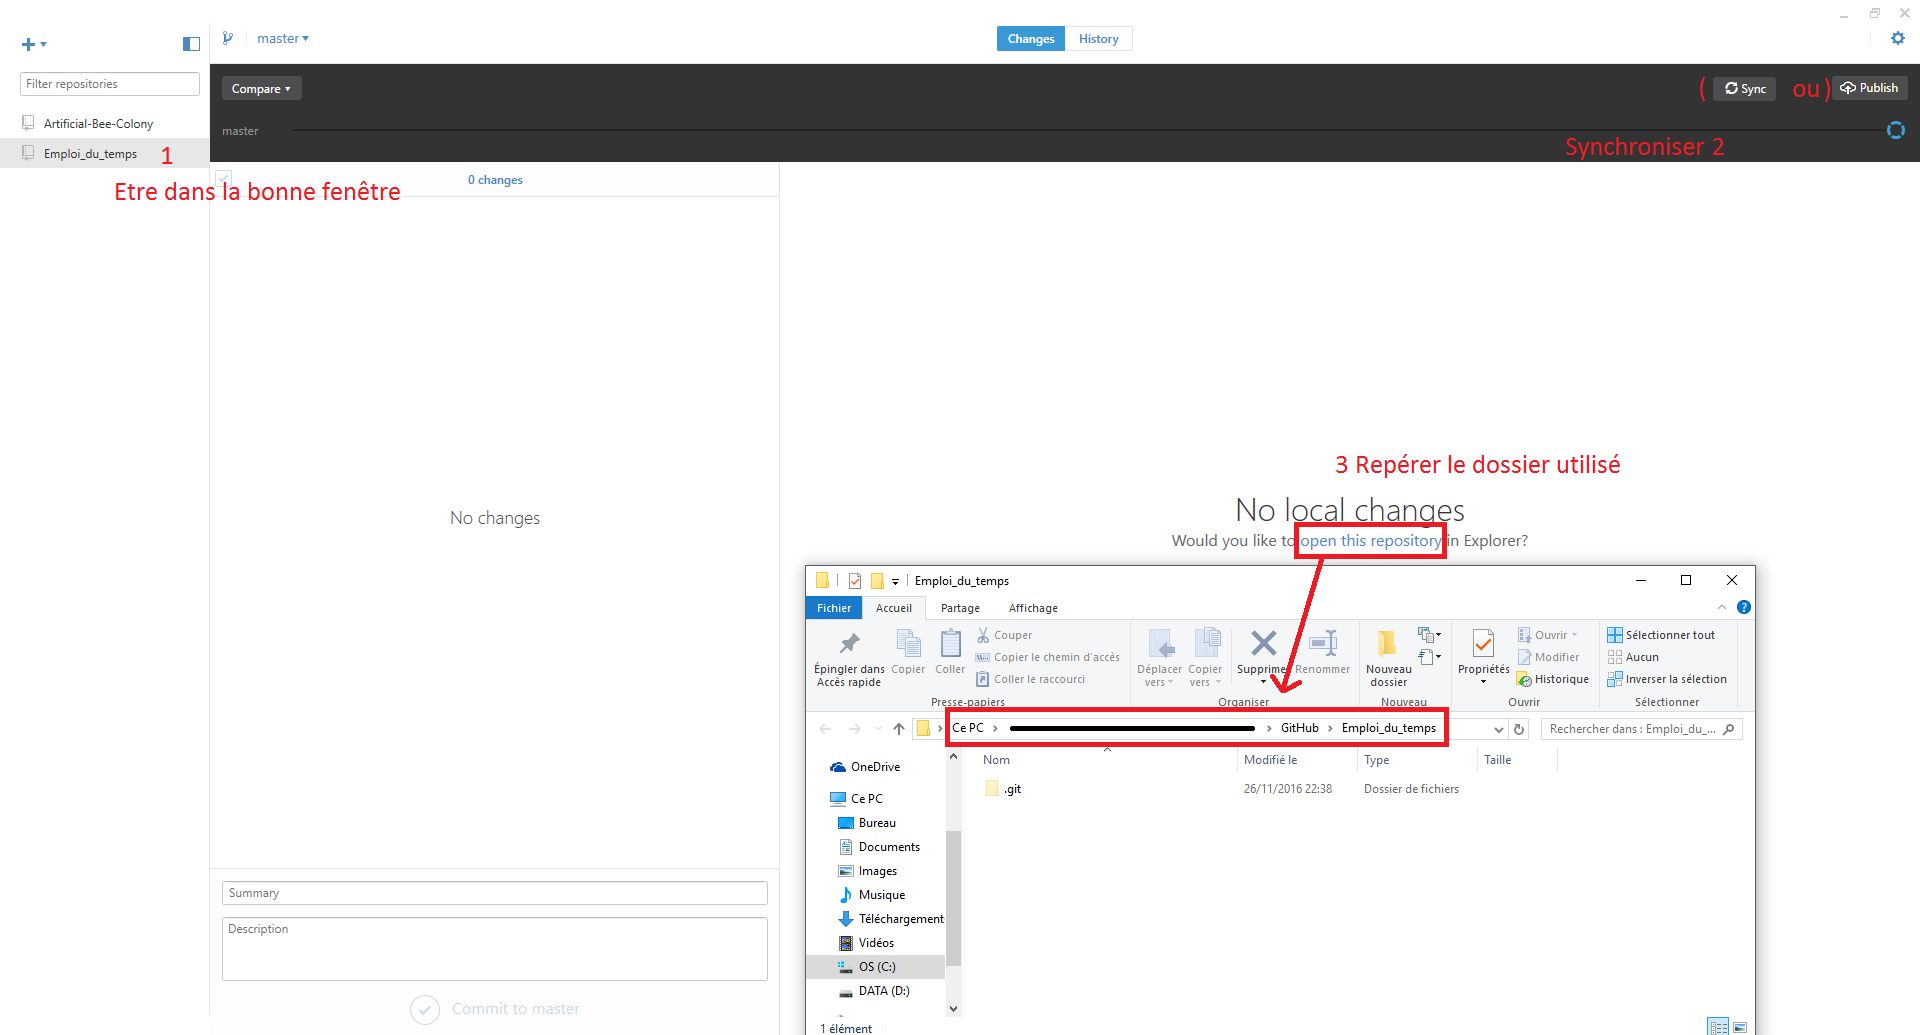 master
Changes
History
Filter repositories
Compare
( Sync ou ) Publish
Artificial-Bee-Colony
master
Emploi_du_temps 1
Synchroniser 2
Etre dans la bonne fenêtre
0 changes
3 Repérer le dossier utilisé
No changes
No local changes
Would you like to open this repository in Explorer?
Emploi_du_temps
Fichier
Accueil
Partage
Affichage
Épingler dans
Accès rapide
Copier
Coller
Couper
Copier le chemin d'accès
Coller le raccourci
Presse-papiers
Déplacer
vers
Copier
vers
Supprimer
Renommer
Organiser
Nouveau
dossier
Nouveau
Propriétés
Ouvrir
Modifier
Historique
Ouvrir
Sélectionner tout
Aucun
Inverser la sélection
Sélectionner
Ce PC > > GitHub > Emploi_du_temps
Rechercher dans : Emploi_du_...
Nom
Modifié le
Type
Taille
.git
26/11/2016 22:38
Dossier de fichiers
OneDrive
Ce PC
Bureau
Documents
Images
Musique
Téléchargement
Vidéos
OS (C:)
DATA (D:)
1 élément
Summary
Description
Commit to master